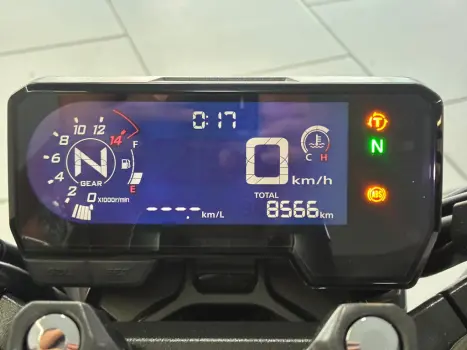 0:17
10 12
8 14
6
4
2
0 X1000r/min
N
GEAR
F
E
C H
0 km/h
--.- km/L
TOTAL
8566 km
T
N
ABS